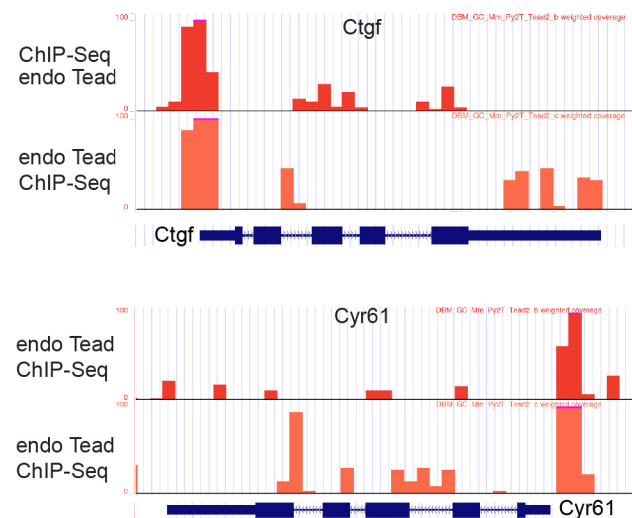 100
DBM_GC_Mm_Py2T_Tead2_b weighted coverage
Ctgf
ChIP-Seq
endo Tead
0
100
DBM_GC_Mm_Py2T_Tead2_c weighted coverage
endo Tead
ChIP-Seq
0
Ctgf
100
DBM_GC_Mm_Py2T_Tead2_b weighted coverage
Cyr61
endo Tead
ChIP-Seq
0
100
DBM_GC_Mm_Py2T_Tead2_c weighted coverage
endo Tead
ChIP-Seq
0
Cyr61